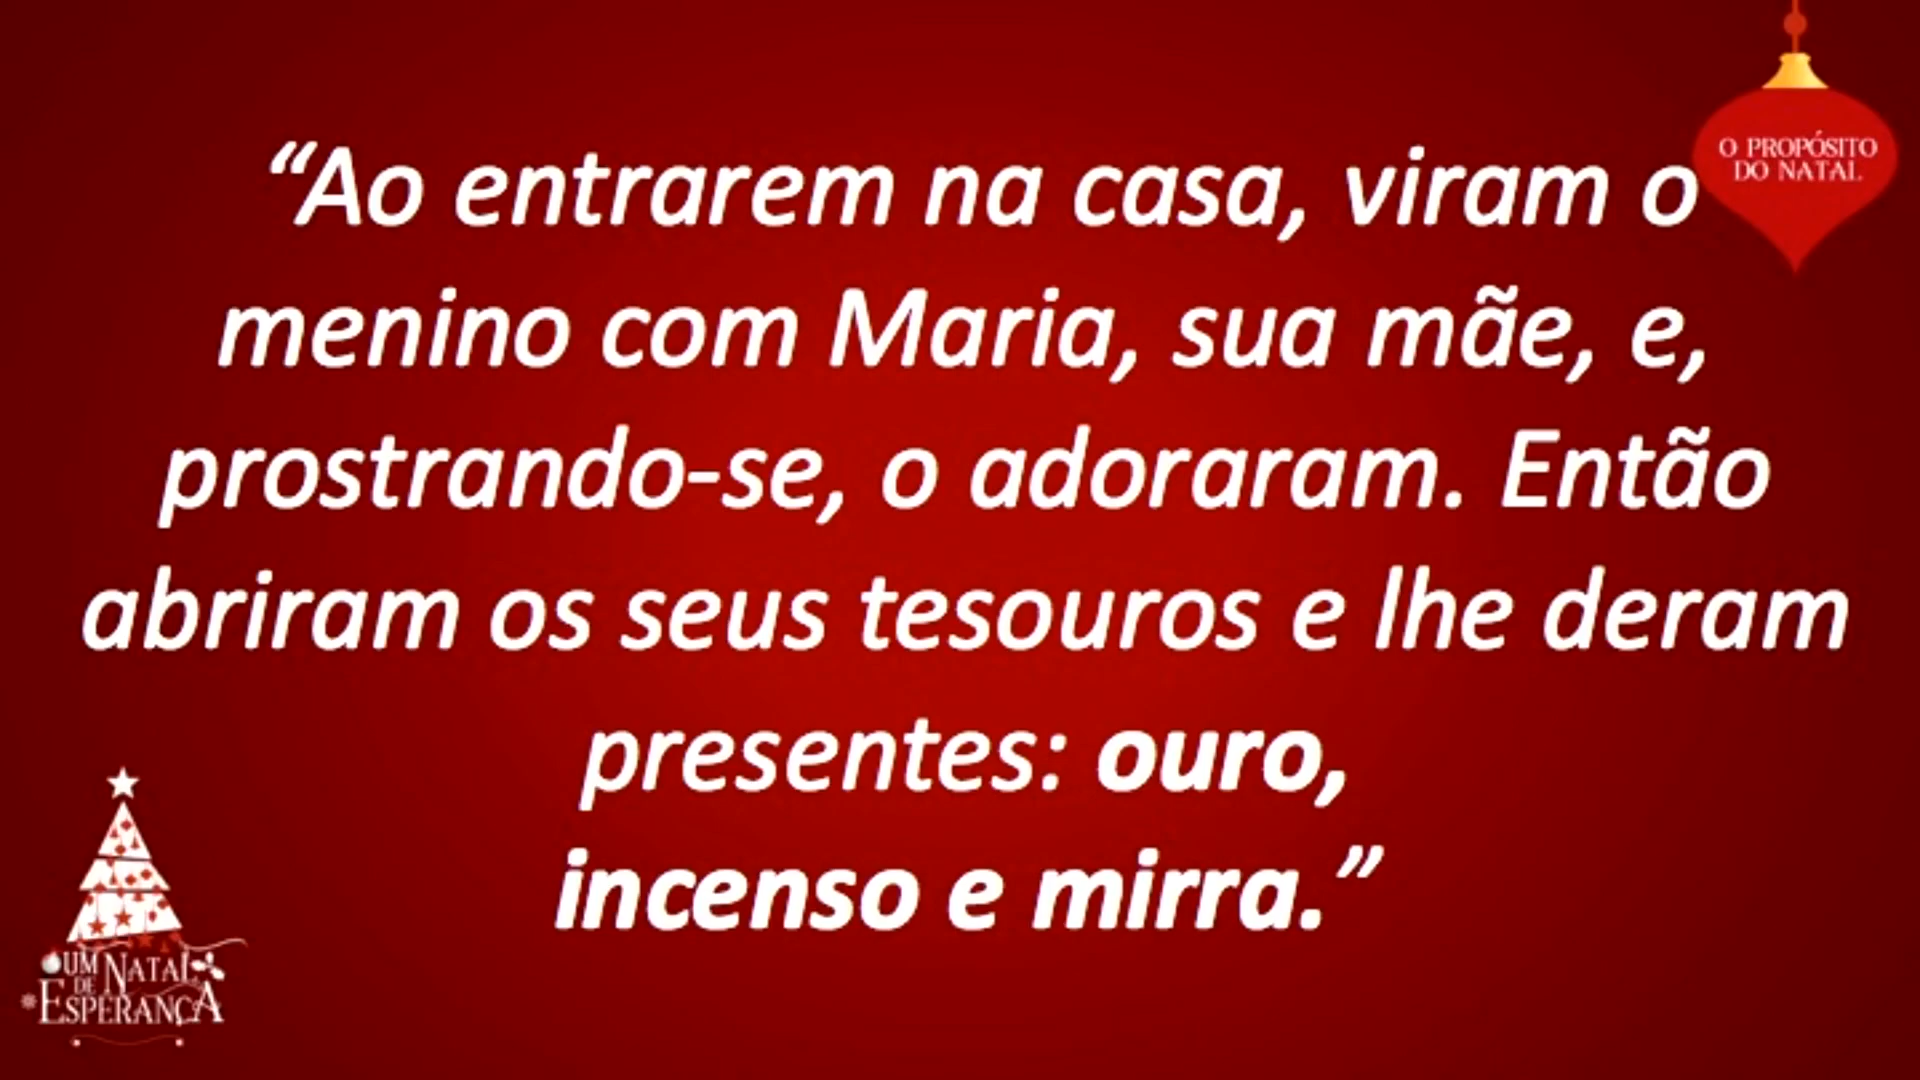 “Ao entrarem na casa, viram o
menino com Maria, sua mãe, e,
prostrando-se, o adoraram. Então
abriram os seus tesouros e lhe deram
presentes: ouro,
incenso e mirra.”
O PROPÓSITO
DO NATAL
UM NATAL
DE
ESPERANÇA